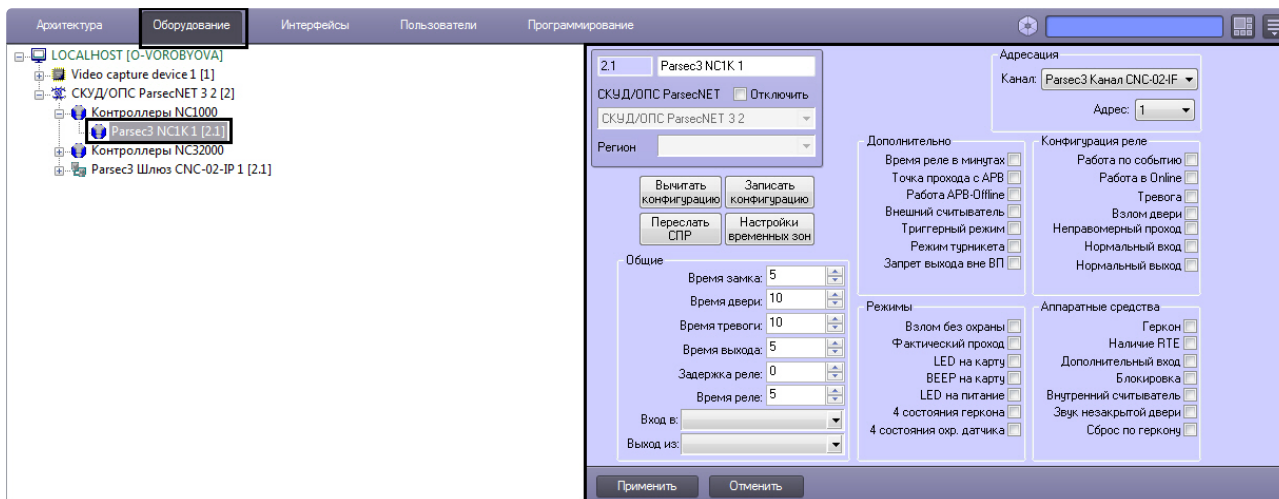 Архитектура Оборудование Интерфейсы Пользователи Программирование
LOCALHOST [O-VOROBYOVA]
Video capture device 1 [1]
СКУД/ОПС ParsecNET 3 2 [2]
Контроллеры NC1000
Parsec3 NC1K 1 [2.1]
Контроллеры NC32000
Parsec3 Шлюз CNC-02-IP 1 [2.1]
2.1 Parsec3 NC1K 1
СКУД/ОПС ParsecNET Отключить
СКУД/ОПС ParsecNET 3 2
Регион
Адресация
Канал: Parsec3 Канал CNC-02-IF
Адрес: 1
Вычитать конфигурацию
Записать конфигурацию
Переслать СПР
Настройки временных зон
Общие
Время замка: 5
Время двери: 10
Время тревоги: 10
Время выхода: 5
Задержка реле: 0
Время реле: 5
Вход в:
Выход из:
Дополнительно
Время реле в минутах
Точка прохода с APB
Работа APB-Offline
Внешний считыватель
Триггерный режим
Режим турникета
Запрет выхода вне ВП
Конфигурация реле
Работа по событию
Работа в Online
Тревога
Взлом двери
Неправомерный проход
Нормальный вход
Нормальный выход
Режимы
Взлом без охраны
Фактический проход
LED на карту
BEEP на карту
LED на питание
4 состояния геркона
4 состояния охр. датчика
Аппаратные средства
Геркон
Наличие RTE
Дополнительный вход
Блокировка
Внутренний считыватель
Звук незакрытой двери
Сброс по геркону
Применить Отменить